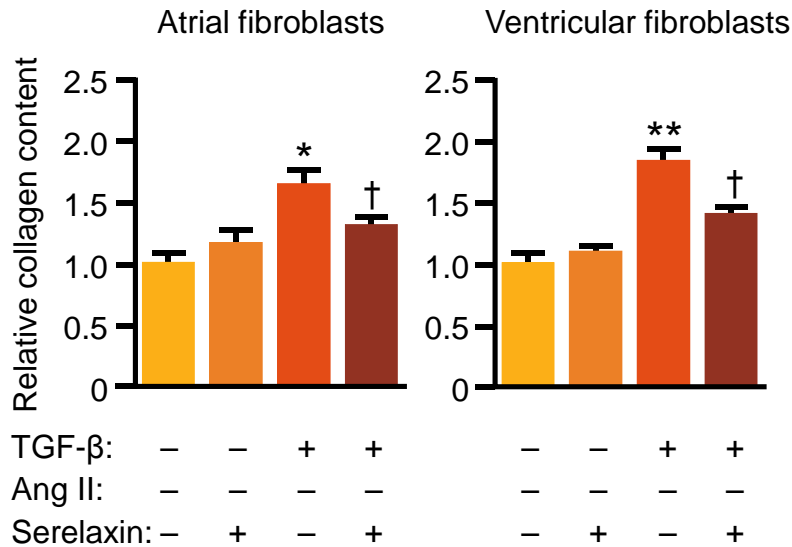 Atrial fibroblasts Ventricular fibroblasts
Relative collagen content
2.5 2.5
** 
2.0 * 2.0
† †
1.5 1.5
1.0 1.0
0.5 0.5
0 0
TGF-β: – – + + – – + +
Ang II: – – – – – – – –
Serelaxin: – + – + – + – +